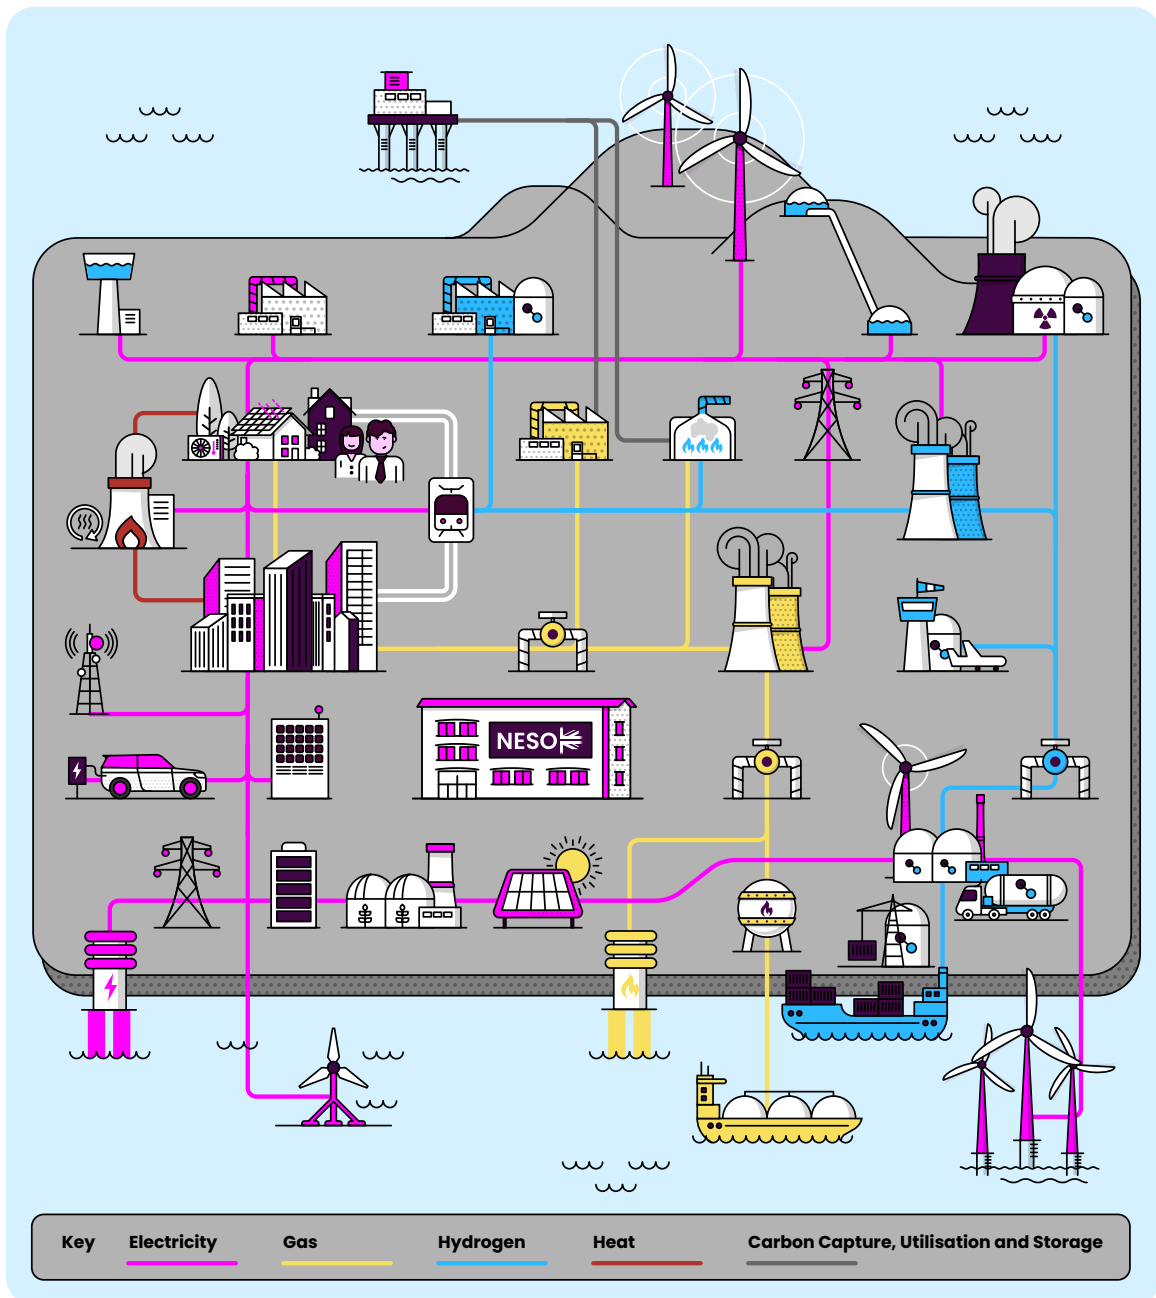 NESO
Key
Electricity
Gas
Hydrogen
Heat
Carbon Capture, Utilisation and Storage